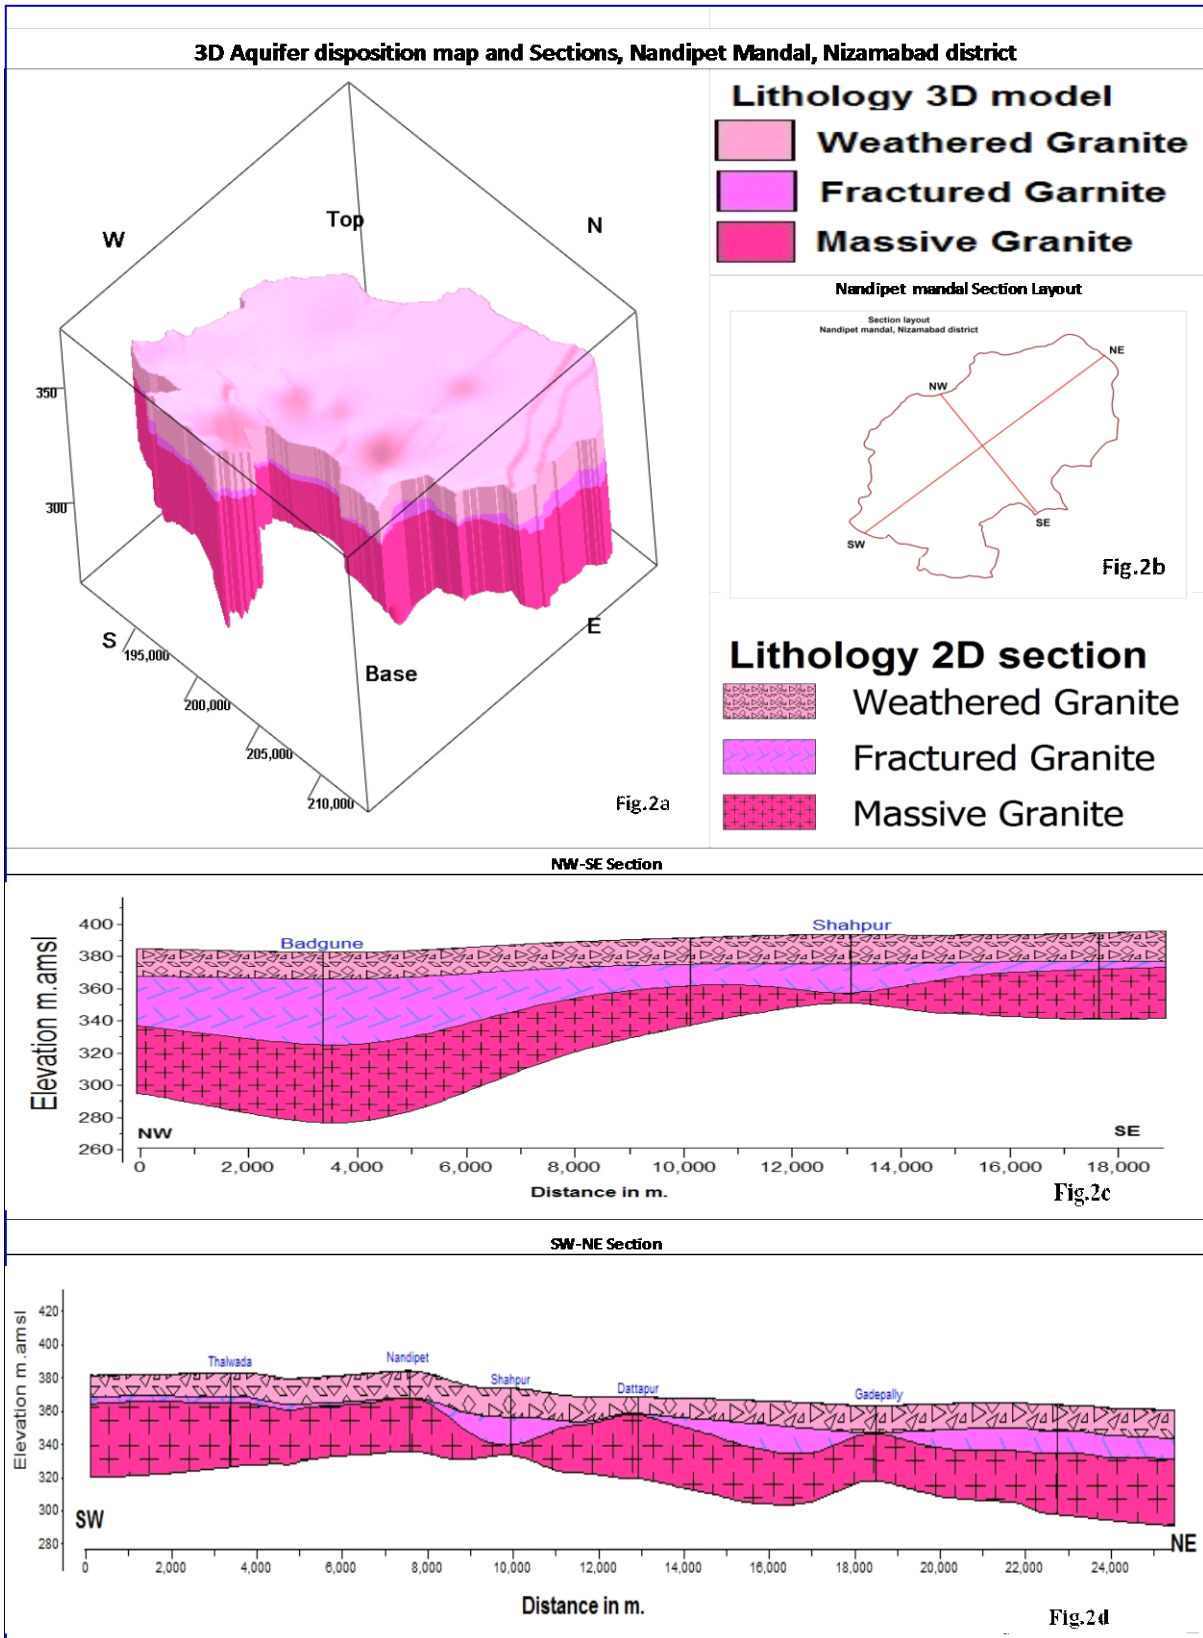 3D Aquifer disposition map and Sections, Nandipet Mandal, Nizamabad district
W
Top
N
350
300
S
E
Base
195,000
200,000
205,000
210,000
Fig.2a
Lithology 3D model
Weathered Granite
Fractured Garnite
Massive Granite
Nandipet mandal Section Layout
Section layout
Nandipet mandal, Nizamabad district
NE
NW
SE
SW
Fig.2b
Lithology 2D section
Weathered Granite
Fractured Granite
Massive Granite
NW-SE Section
Elevation m.amsl
400
380
360
340
320
300
280
260
Badgune
Shahpur
NW
SE
0 2,000 4,000 6,000 8,000 10,000 12,000 14,000 16,000 18,000
Distance in m.
Fig.2c
SW-NE Section
Elevation m.amsl
420
400
380
360
340
320
300
280
Thalwada
Nandipet
Shahpur
Dattapur
Gadepally
SW
NE
0 2,000 4,000 6,000 8,000 10,000 12,000 14,000 16,000 18,000 20,000 22,000 24,000
Distance in m.
Fig.2d